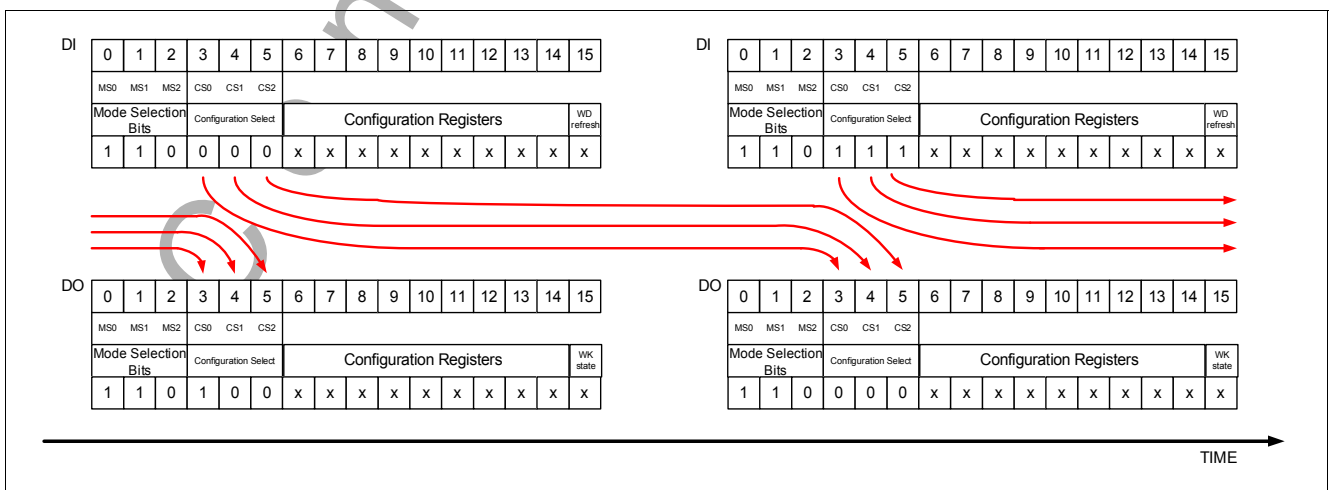 DI 0 1 2 3 4 5 6 7 8 9 10 11 12 13 14 15
MS0 MS1 MS2 CS0 CS1 CS2
Mode Selection Bits Configuration Select Configuration Registers WD refresh
1 1 0 0 0 0 x x x x x x x x x x
DI 0 1 2 3 4 5 6 7 8 9 10 11 12 13 14 15
MS0 MS1 MS2 CS0 CS1 CS2
Mode Selection Bits Configuration Select Configuration Registers WD refresh
1 1 0 1 1 1 x x x x x x x x x x
DO 0 1 2 3 4 5 6 7 8 9 10 11 12 13 14 15
MS0 MS1 MS2 CS0 CS1 CS2
Mode Selection Bits Configuration Select Configuration Registers WK state
1 1 0 1 0 0 x x x x x x x x x x
DO 0 1 2 3 4 5 6 7 8 9 10 11 12 13 14 15
MS0 MS1 MS2 CS0 CS1 CS2
Mode Selection Bits Configuration Select Configuration Registers WK state
1 1 0 0 0 0 x x x x x x x x x x
TIME